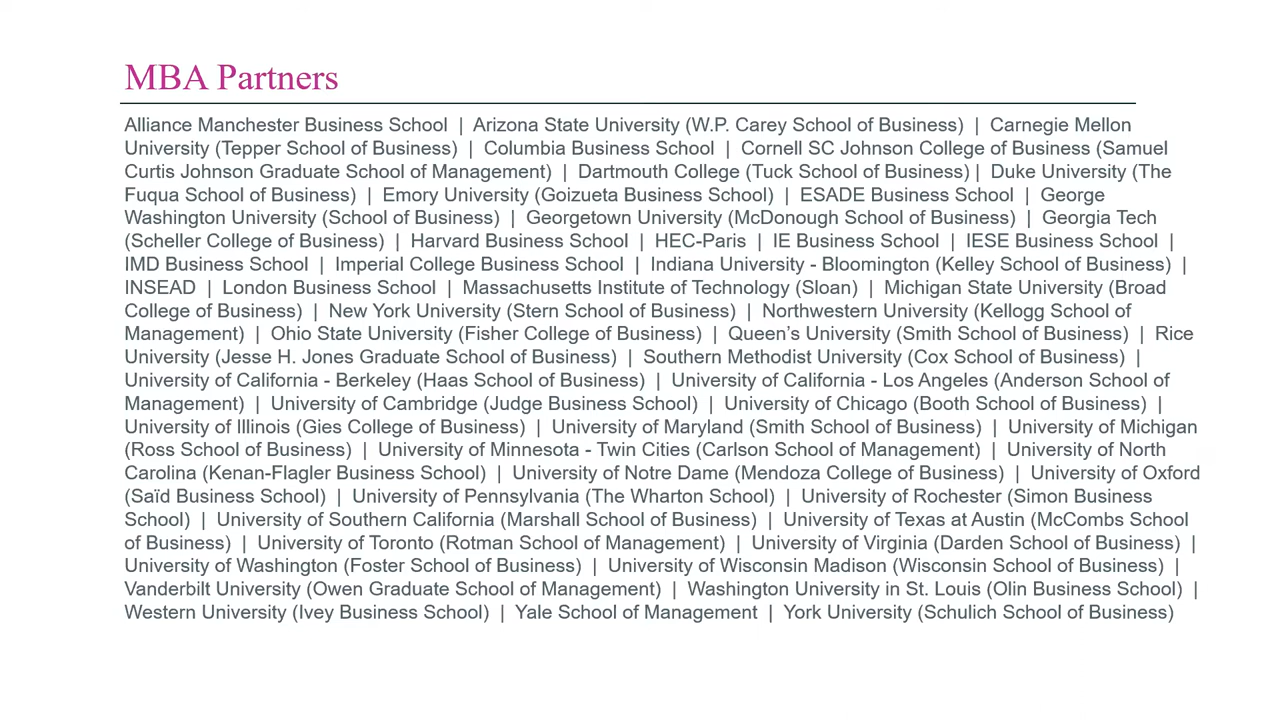 MBA Partners
Alliance Manchester Business School | Arizona State University (W.P. Carey School of Business) | Carnegie Mellon
University (Tepper School of Business) | Columbia Business School | Cornell SC Johnson College of Business (Samuel
Curtis Johnson Graduate School of Management) | Dartmouth College (Tuck School of Business) | Duke University (The
Fuqua School of Business) | Emory University (Goizueta Business School) | ESADE Business School | George
Washington University (School of Business) | Georgetown University (McDonough School of Business) | Georgia Tech
(Scheller College of Business) | Harvard Business School | HEC-Paris | IE Business School | IESE Business School |
IMD Business School | Imperial College Business School | Indiana University - Bloomington (Kelley School of Business) |
INSEAD | London Business School | Massachusetts Institute of Technology (Sloan) | Michigan State University (Broad
College of Business) | New York University (Stern School of Business) | Northwestern University (Kellogg School of
Management) | Ohio State University (Fisher College of Business) | Queen’s University (Smith School of Business) | Rice
University (Jesse H. Jones Graduate School of Business) | Southern Methodist University (Cox School of Business) |
University of California - Berkeley (Haas School of Business) | University of California - Los Angeles (Anderson School of
Management) | University of Cambridge (Judge Business School) | University of Chicago (Booth School of Business) |
University of Illinois (Gies College of Business) | University of Maryland (Smith School of Business) | University of Michigan
(Ross School of Business) | University of Minnesota - Twin Cities (Carlson School of Management) | University of North
Carolina (Kenan-Flagler Business School) | University of Notre Dame (Mendoza College of Business) | University of Oxford
(Saïd Business School) | University of Pennsylvania (The Wharton School) | University of Rochester (Simon Business
School) | University of Southern California (Marshall School of Business) | University of Texas at Austin (McCombs School
of Business) | University of Toronto (Rotman School of Management) | University of Virginia (Darden School of Business) |
University of Washington (Foster School of Business) | University of Wisconsin Madison (Wisconsin School of Business) |
Vanderbilt University (Owen Graduate School of Management) | Washington University in St. Louis (Olin Business School) |
Western University (Ivey Business School) | Yale School of Management | York University (Schulich School of Business)